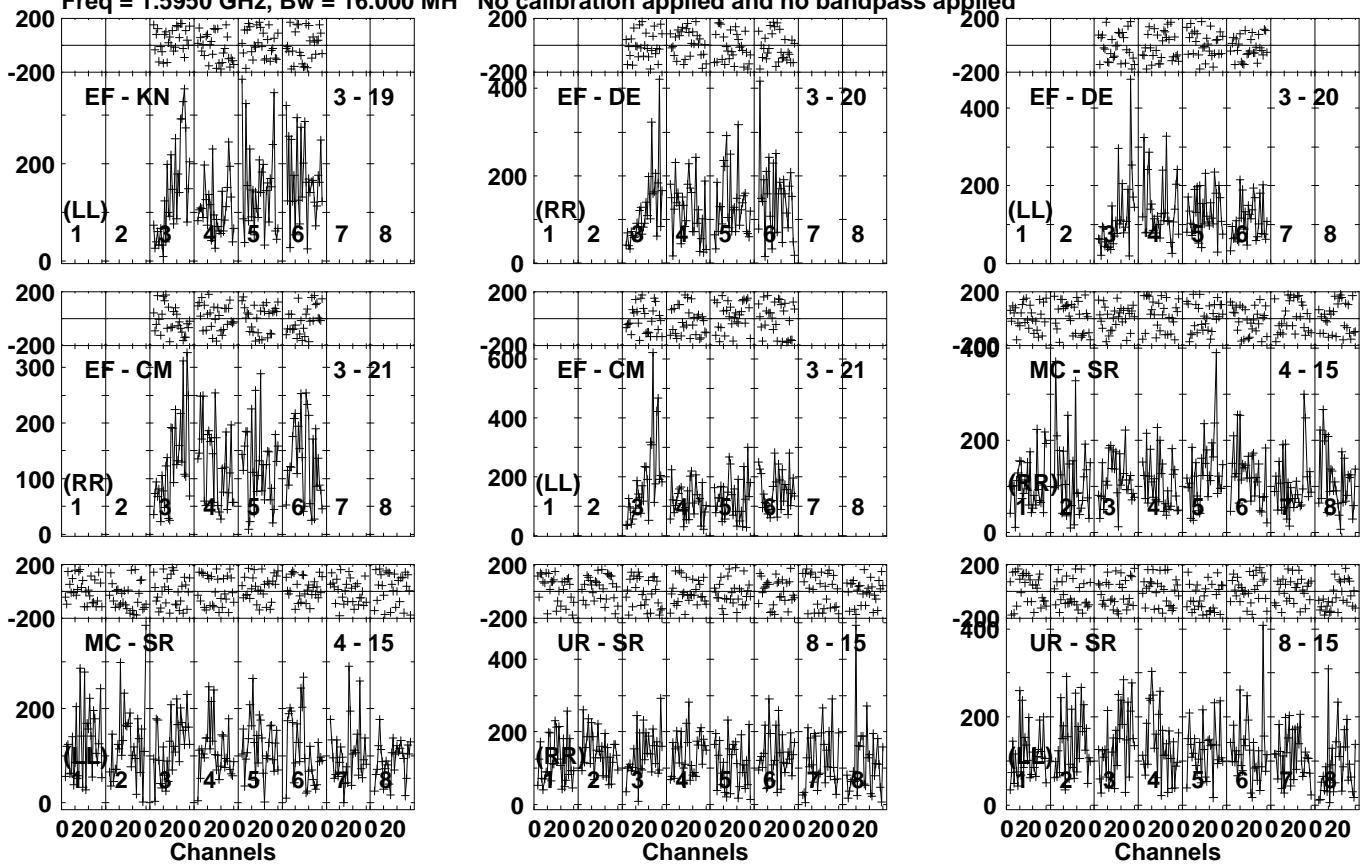 Freq = 1.5950 GHz, Bw = 16.000 MH No calibration applied and no bandpass applied
200 200 200
-200 -200 -200
EF - KN 3 - 19 400 EF - DE 3 - 20 EF - DE 3 - 20
400
200 200 200
(LL) (RR) (LL)
1 2 3 4 5 6 7 8 1 2 3 4 5 6 7 8 1 2 3 4 5 6 7 8
0 0 0
200 200 200
-200 -200 -200
300 EF - CM 3 - 21 600 EF - CM 3 - 21 400 MC - SR 4 - 15
200 400 200
100 200
(RR) (LL) (RR)
1 2 3 4 5 6 7 8 1 2 3 4 5 6 7 8 1 2 3 4 5 6 7 8
0 0 0
200 200 200
-200 -200 -200
MC - SR 4 - 15 400 UR - SR 8 - 15 400 UR - SR 8 - 15
200 200 200
(LL) (RR) (LL)
1 2 3 4 5 6 7 8 1 2 3 4 5 6 7 8 1 2 3 4 5 6 7 8
0 0 0
0 20 0 20 0 20 0 20 0 20 0 20 0 20 0 20 0 20 0 20 0 20 0 20 0 20 0 20 0 20 0 20 0 20 0 20 0 20 0 20 0 20 0 20 0 20 0 20
Channels Channels Channels